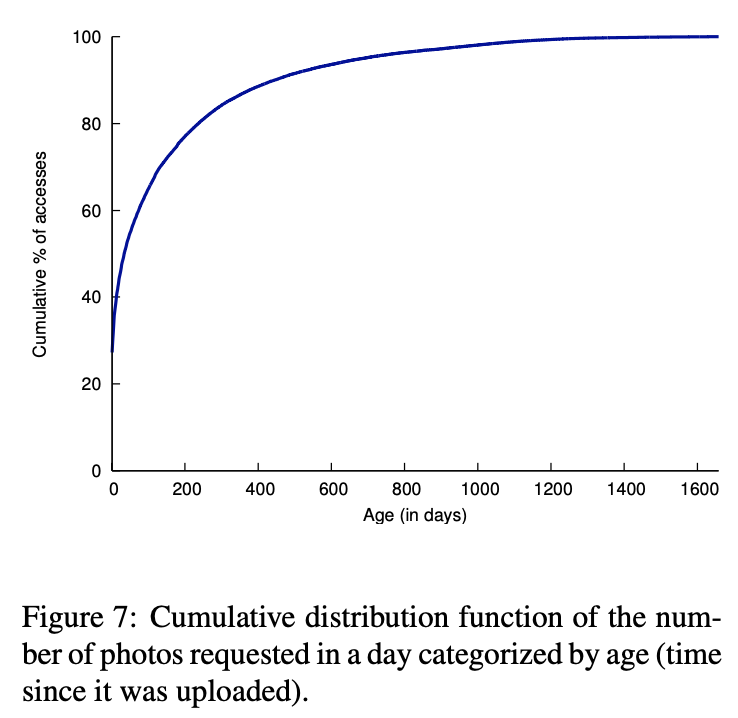 100
80
60
40
20
0
Cumulative % of accesses
0 200 400 600 800 1000 1200 1400 1600
Age (in days)
Figure 7: Cumulative distribution function of the num-
ber of photos requested in a day categorized by age (time
since it was uploaded).